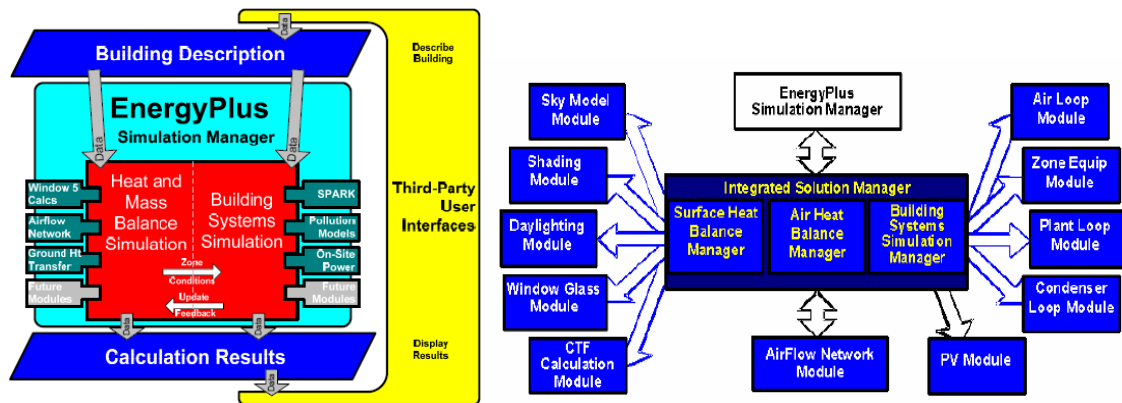 Data
Building Description
Describe
Building
EnergyPlus
Simulation Manager
Data
Data
Window 5
Calcs
Airflow
Network
Ground Ht
Transfer
Future
Modules
Heat and
Mass
Balance
Simulation
Building
Systems
Simulation
Zone
Conditions
Update
Feedback
SPARK
Pollution
Models
On-Site
Power
Future
Modules
Third-Party
User
Interfaces
Data
Data
Calculation Results
Display
Results
Data
EnergyPlus
Simulation Manager
Sky Model
Module
Shading
Module
Daylighting
Module
Window Glass
Module
CTF
Calculation
Module
Integrated Solution Manager
Surface Heat
Balance
Manager
Air Heat
Balance
Manager
Building
Systems
Simulation
Manager
Air Loop
Module
Zone Equip
Module
Plant Loop
Module
Condenser
Loop Module
AirFlow Network
Module
PV Module